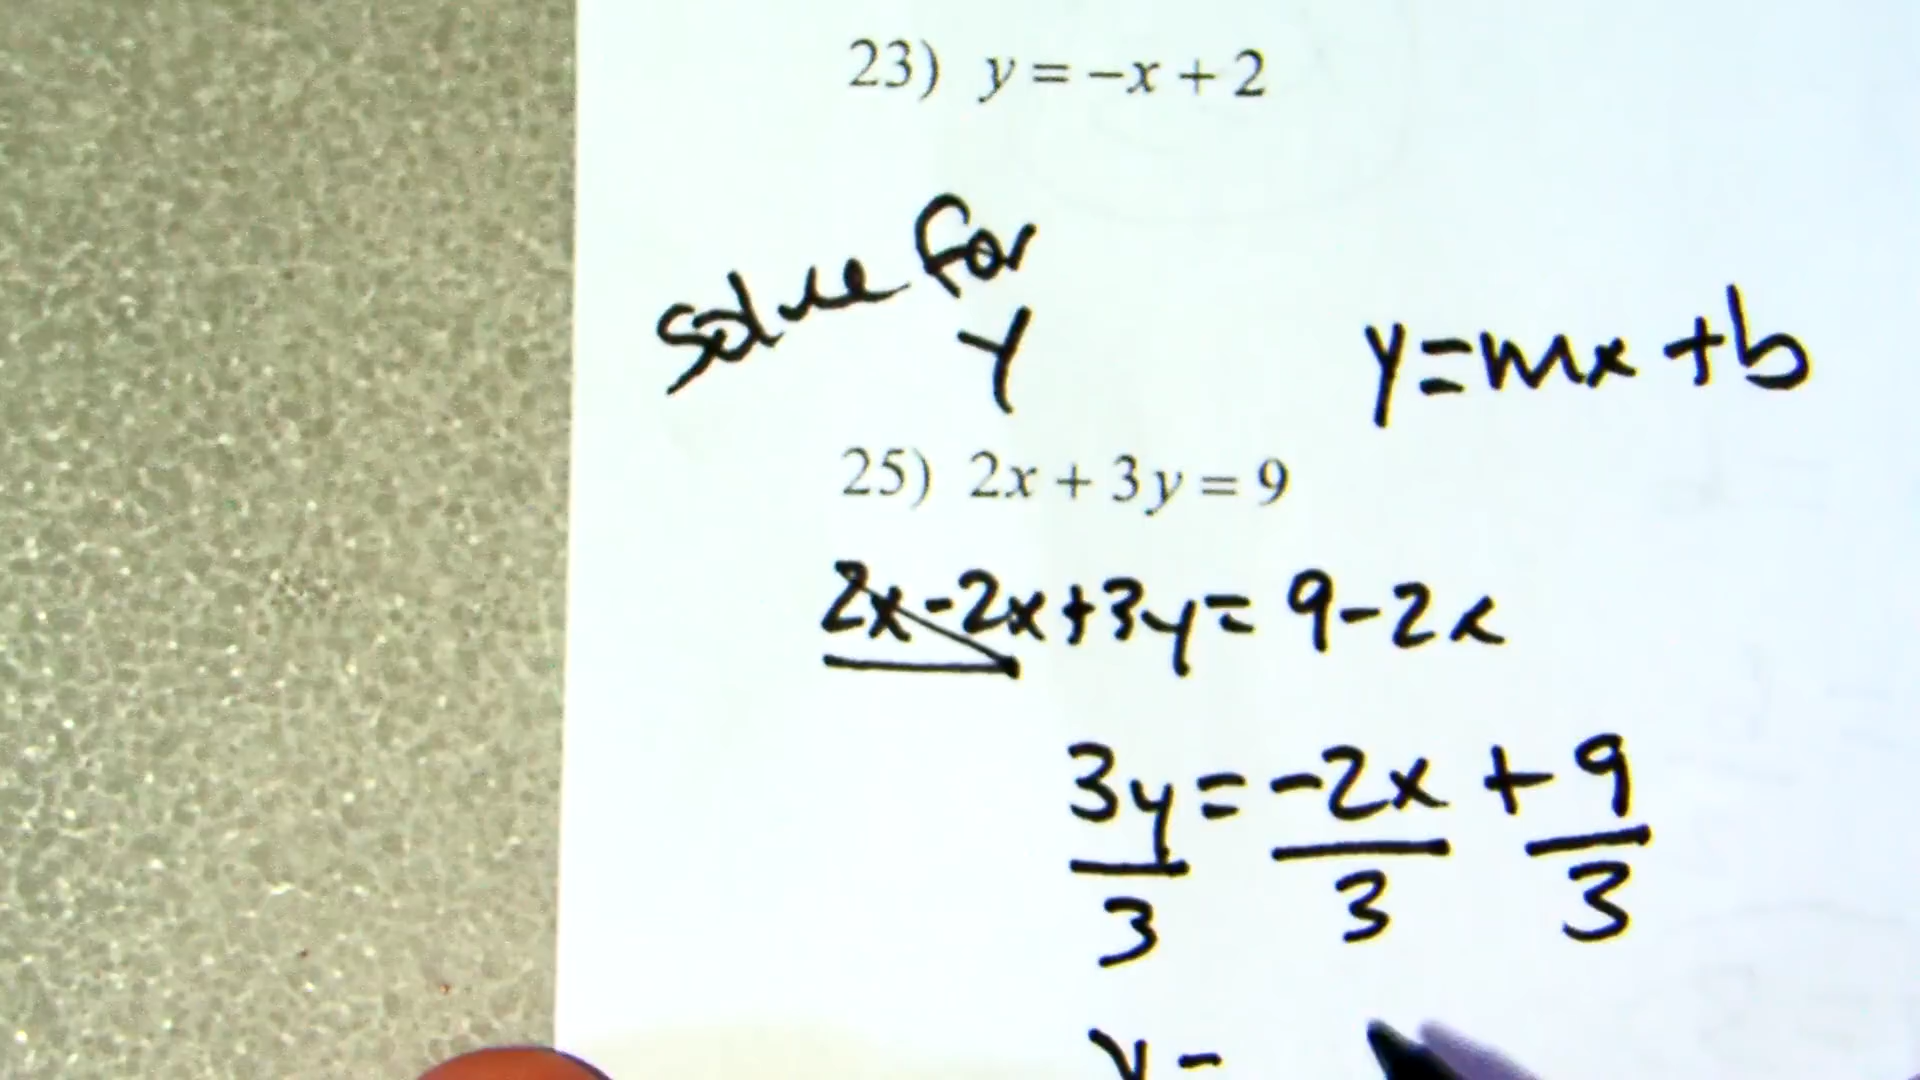 23) y = −x + 2
Solve for
y
y = mx + b
25) 2x + 3y = 9
2x - 2x + 3y = 9 - 2x
3y = -2x + 9
3 3 3
y =